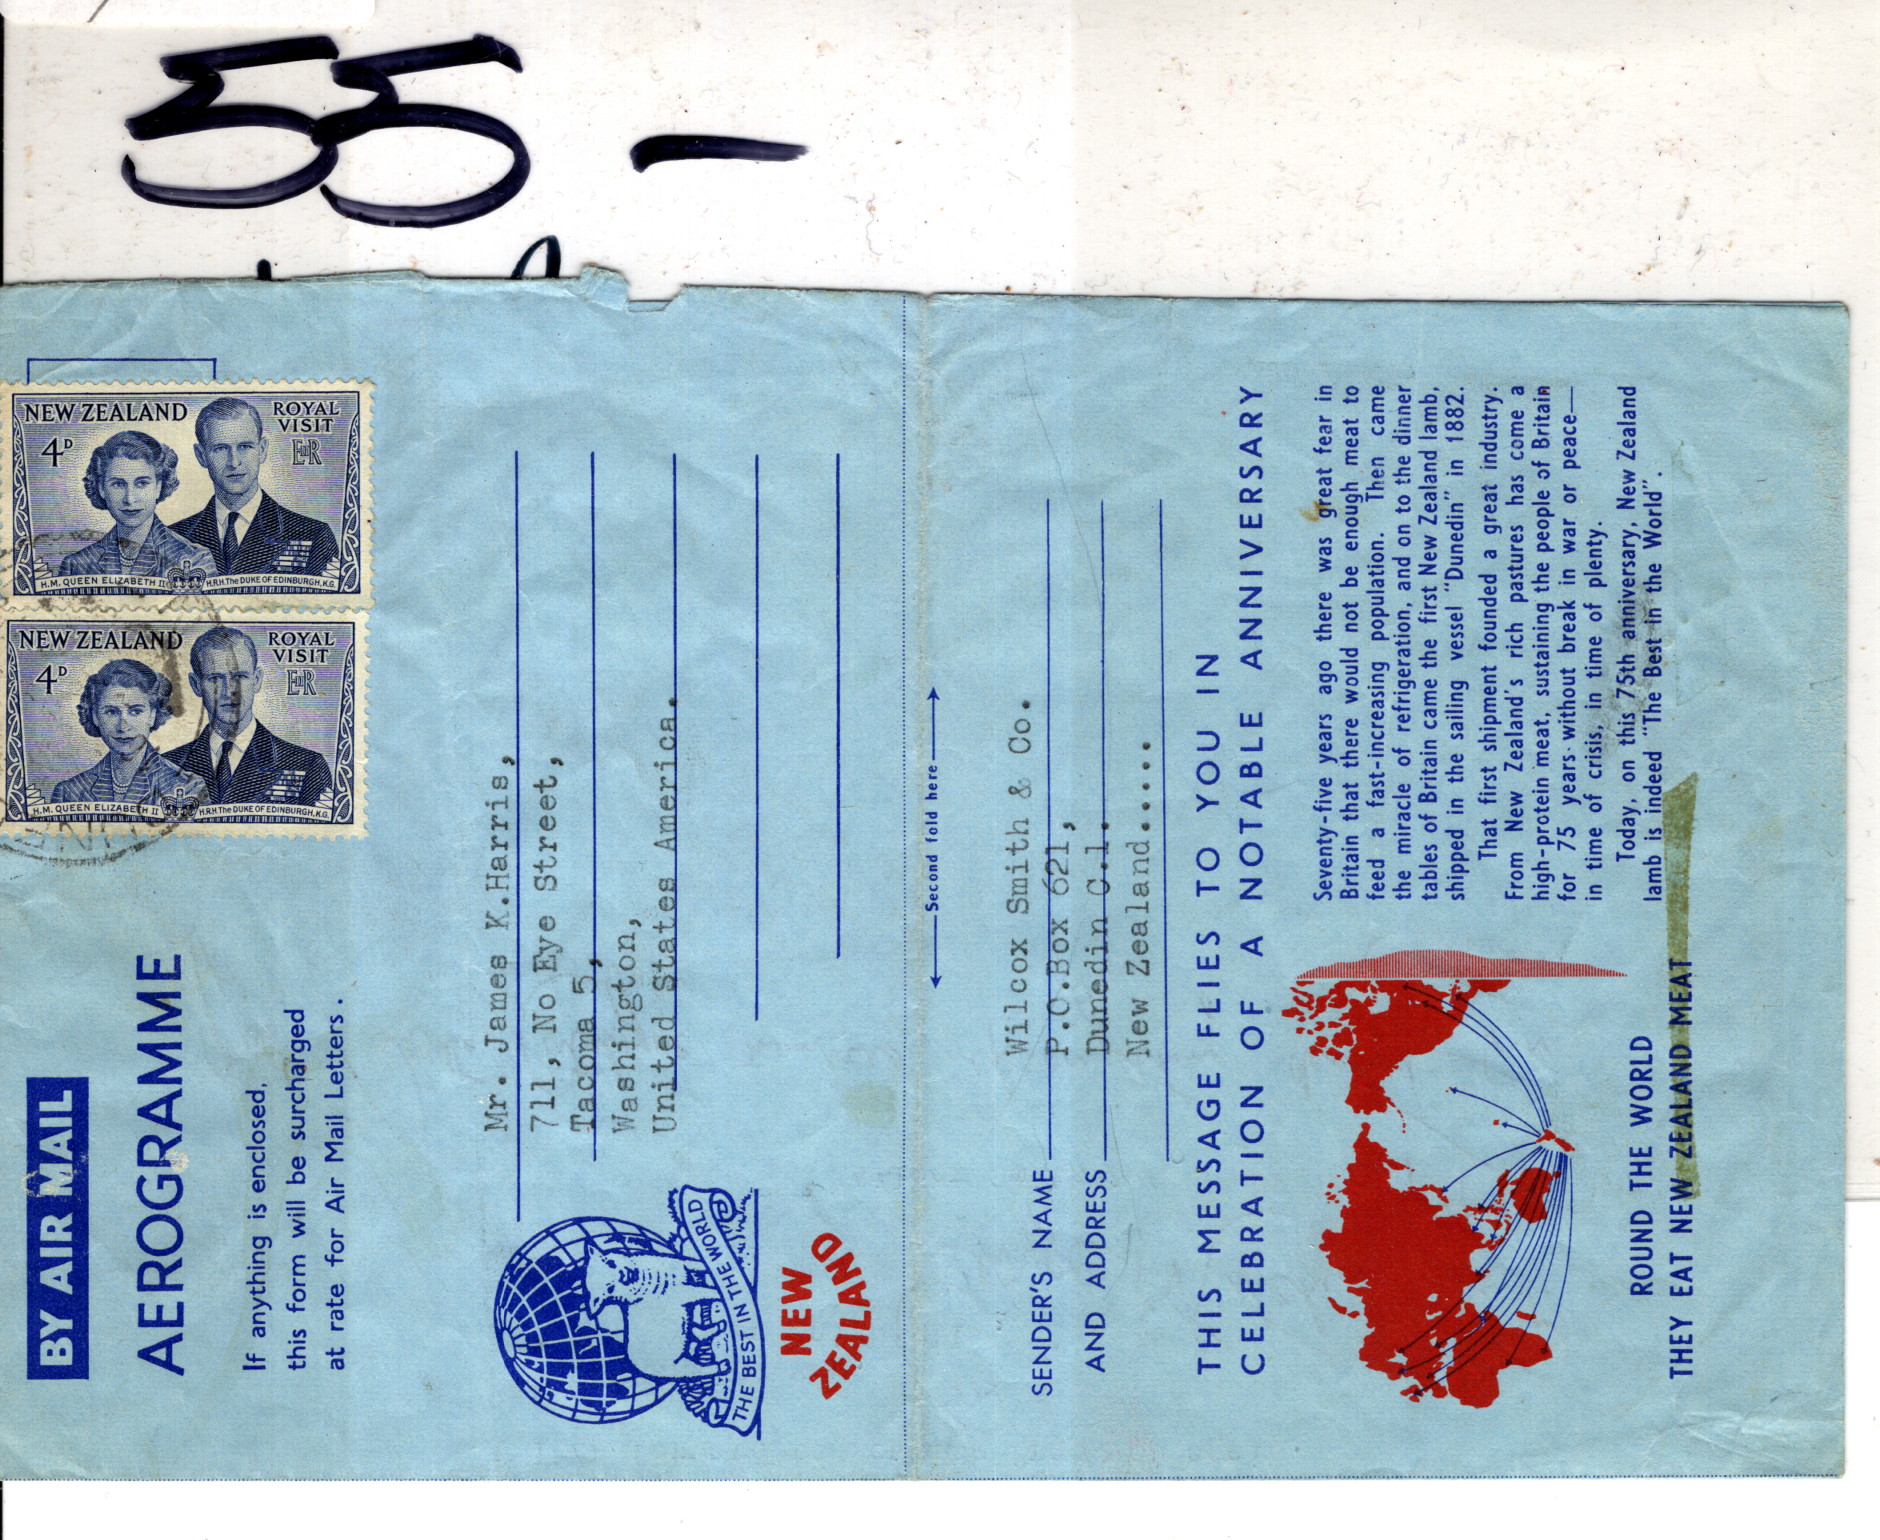 55 -
NEW ZEALAND
ROYAL
VISIT
4D
EIIR
H.M. QUEEN ELIZABETH II
H.R.H. The DUKE OF EDINBURGH, K.G.
NEW ZEALAND
ROYAL
VISIT
4D
EIIR
H.M. QUEEN ELIZABETH II
H.R.H. The DUKE OF EDINBURGH, K.G.
BY AIR MAIL
AEROGRAMME
If anything is enclosed,
this form will be surcharged
at rate for Air Mail Letters.
Mr. James K.Harris,
711, No Eye Street,
Tacoma 5,
Washington,
United States America.
THE BEST IN THE WORLD
NEW
ZEALAND
Second fold here
SENDER'S NAME
AND ADDRESS
Wilcox Smith & Co.
P.O.Box 621,
Dunedin C.1.
New Zealand......
THIS MESSAGE FLIES TO YOU IN
CELEBRATION OF A NOTABLE ANNIVERSARY
Seventy-five years ago there was great fear in
Britain that there would not be enough meat to
feed a fast-increasing population. Then came
the miracle of refrigeration, and on to the dinner
tables of Britain came the first New Zealand lamb,
shipped in the sailing vessel "Dunedin" in 1882.
That first shipment founded a great industry.
From New Zealand's rich pastures has come a
high-protein meat, sustaining the people of Britain
for 75 years without break in war or peace—
in time of crisis, in time of plenty.
Today, on this 75th anniversary, New Zealand
lamb is indeed "The Best in the World".
ROUND THE WORLD
THEY EAT NEW ZEALAND MEAT